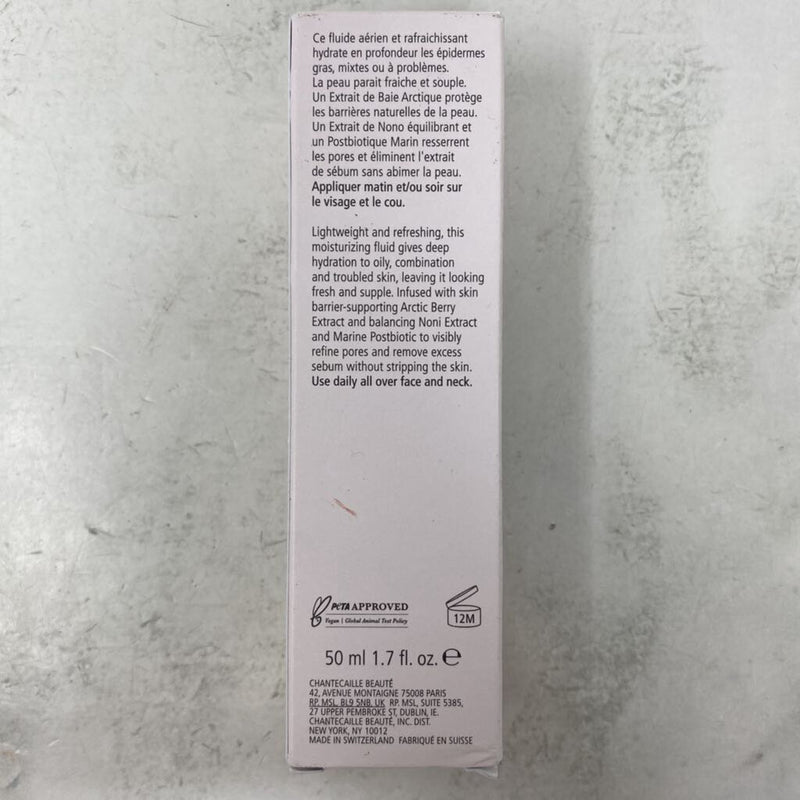 Ce fluide aérien et rafraichissant
hydrate en profondeur les épidermes
gras, mixtes ou à problèmes.
La peau parait fraiche et souple.
Un Extrait de Baie Arctique protège
les barrières naturelles de la peau.
Un Extrait de Nono équilibrant et
un Postbiotique Marin resserrent
les pores et éliminent l'extrait
de sébum sans abimer la peau.
Appliquer matin et/ou soir sur
le visage et le cou.
Lightweight and refreshing, this
moisturizing fluid gives deep
hydration to oily, combination
and troubled skin, leaving it looking
fresh and supple. Infused with skin
barrier-supporting Arctic Berry
Extract and balancing Noni Extract
and Marine Postbiotic to visibly
refine pores and remove excess
sebum without stripping the skin.
Use daily all over face and neck.
PETA APPROVED
Vegan | Global Animal Test Policy
12M
50 ml 1.7 fl. oz. ℮
CHANTECAILLE BEAUTÉ
42, AVENUE MONTAIGNE 75008 PARIS
RP. MSL, BL9 5NB, UK RP. MSL, SUITE 5385,
27 UPPER PEMBROKE ST, DUBLIN, IE.
CHANTECAILLE BEAUTÉ, INC. DIST.
NEW YORK, NY 10012
MADE IN SWITZERLAND FABRIQUÉ EN SUISSE